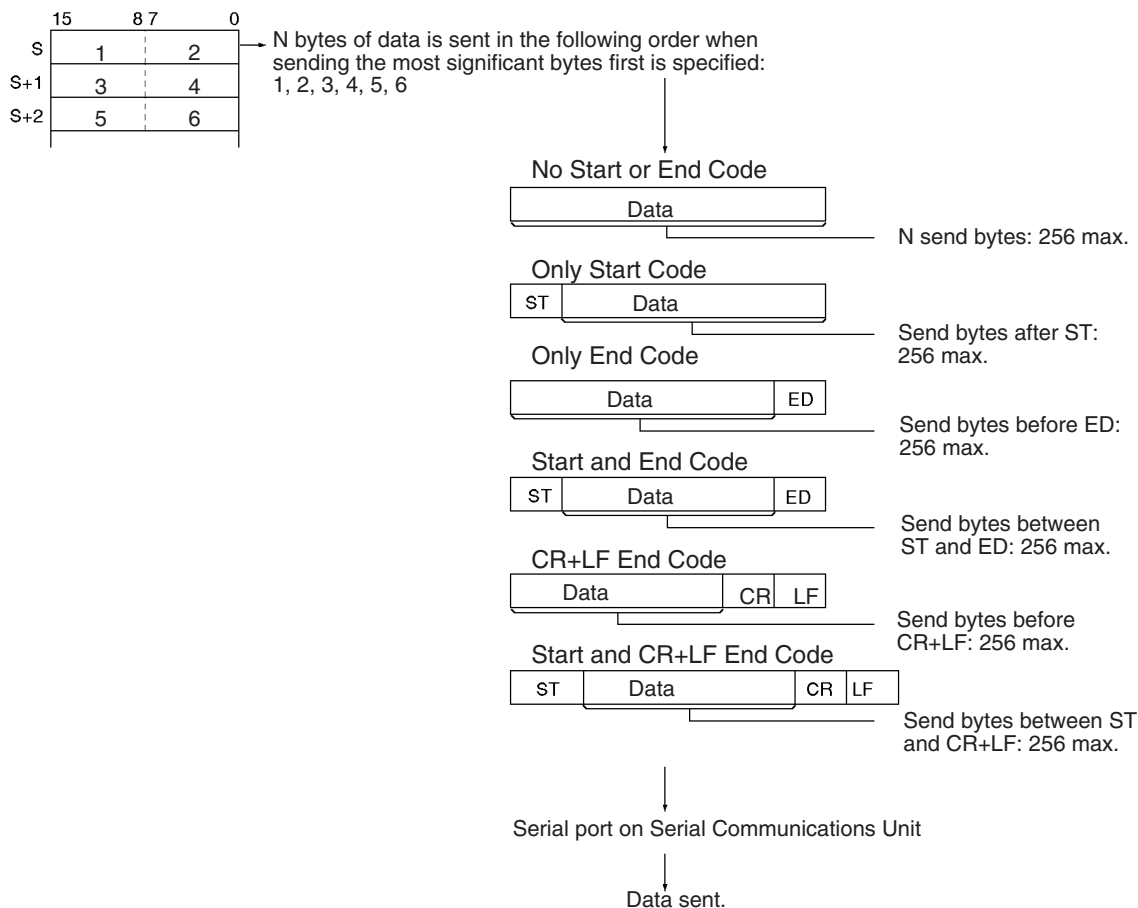 15 8 7 0
S 1 2
S+1 3 4
S+2 5 6
N bytes of data is sent in the following order when
sending the most significant bytes first is specified:
1, 2, 3, 4, 5, 6
No Start or End Code
Data
N send bytes: 256 max.
Only Start Code
ST Data
Send bytes after ST:
256 max.
Only End Code
Data ED
Send bytes before ED:
256 max.
Start and End Code
ST Data ED
Send bytes between
ST and ED: 256 max.
CR+LF End Code
Data CR LF
Send bytes before
CR+LF: 256 max.
Start and CR+LF End Code
ST Data CR LF
Send bytes between ST
and CR+LF: 256 max.
Serial port on Serial Communications Unit
Data sent.